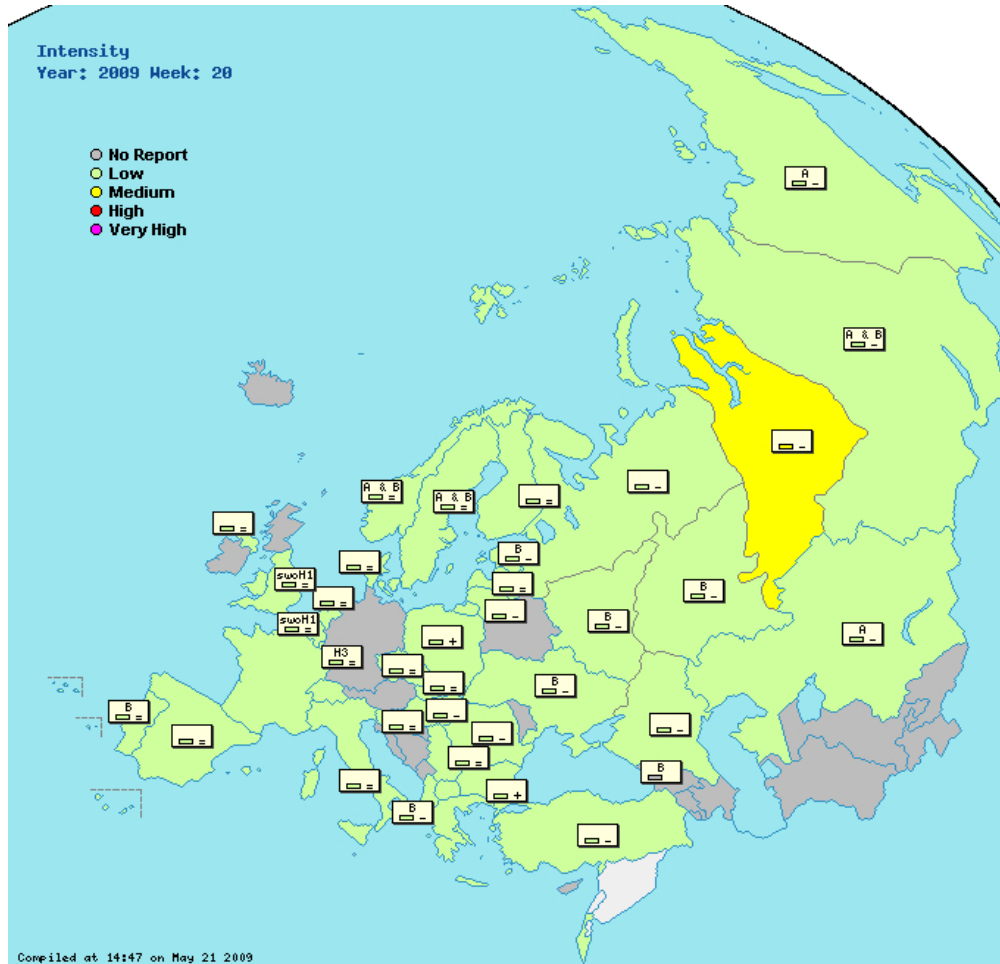 Intensity
Year: 2009 Week: 20
No Report
Low
Medium
High
Very High
A
–
A & B
–
–
A & B
=
A & B
=
=
–
=
B
–
swoH1
=
=
=
=
B
–
–
B
–
swoH1
=
+
A
–
H3
=
=
=
B
–
B
=
–
=
–
=
–
=
B
=
+
B
–
–
Compiled at 14:47 on May 21 2009